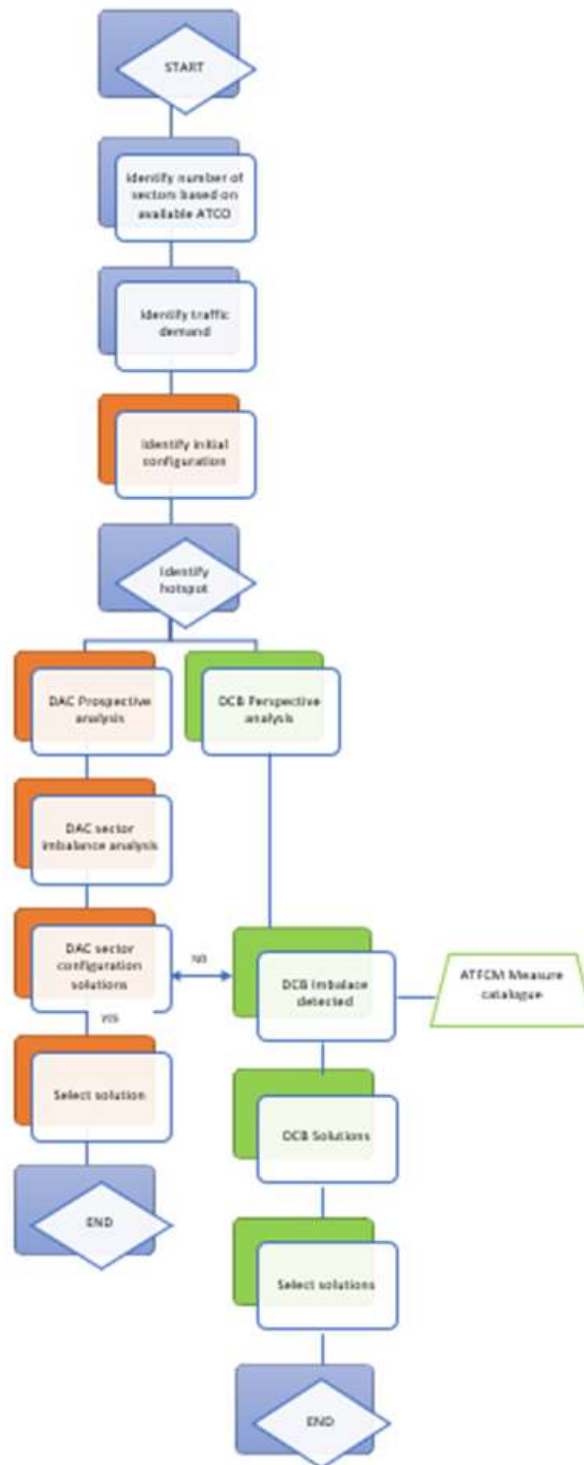 START
Identify number of
sectors based on
available ATCO
Identify traffic
demand
Identify initial
configuration
Identify
hotspot
DAC Prospective
analysis
DCB Perspective
analysis
DAC sector
imbalance analysis
DAC sector
configuration
solutions
NO
DCB Imbalace
detected
ATFCM Measure
catalogue
YES
Select solution
DCB Solutions
END
Select solutions
END